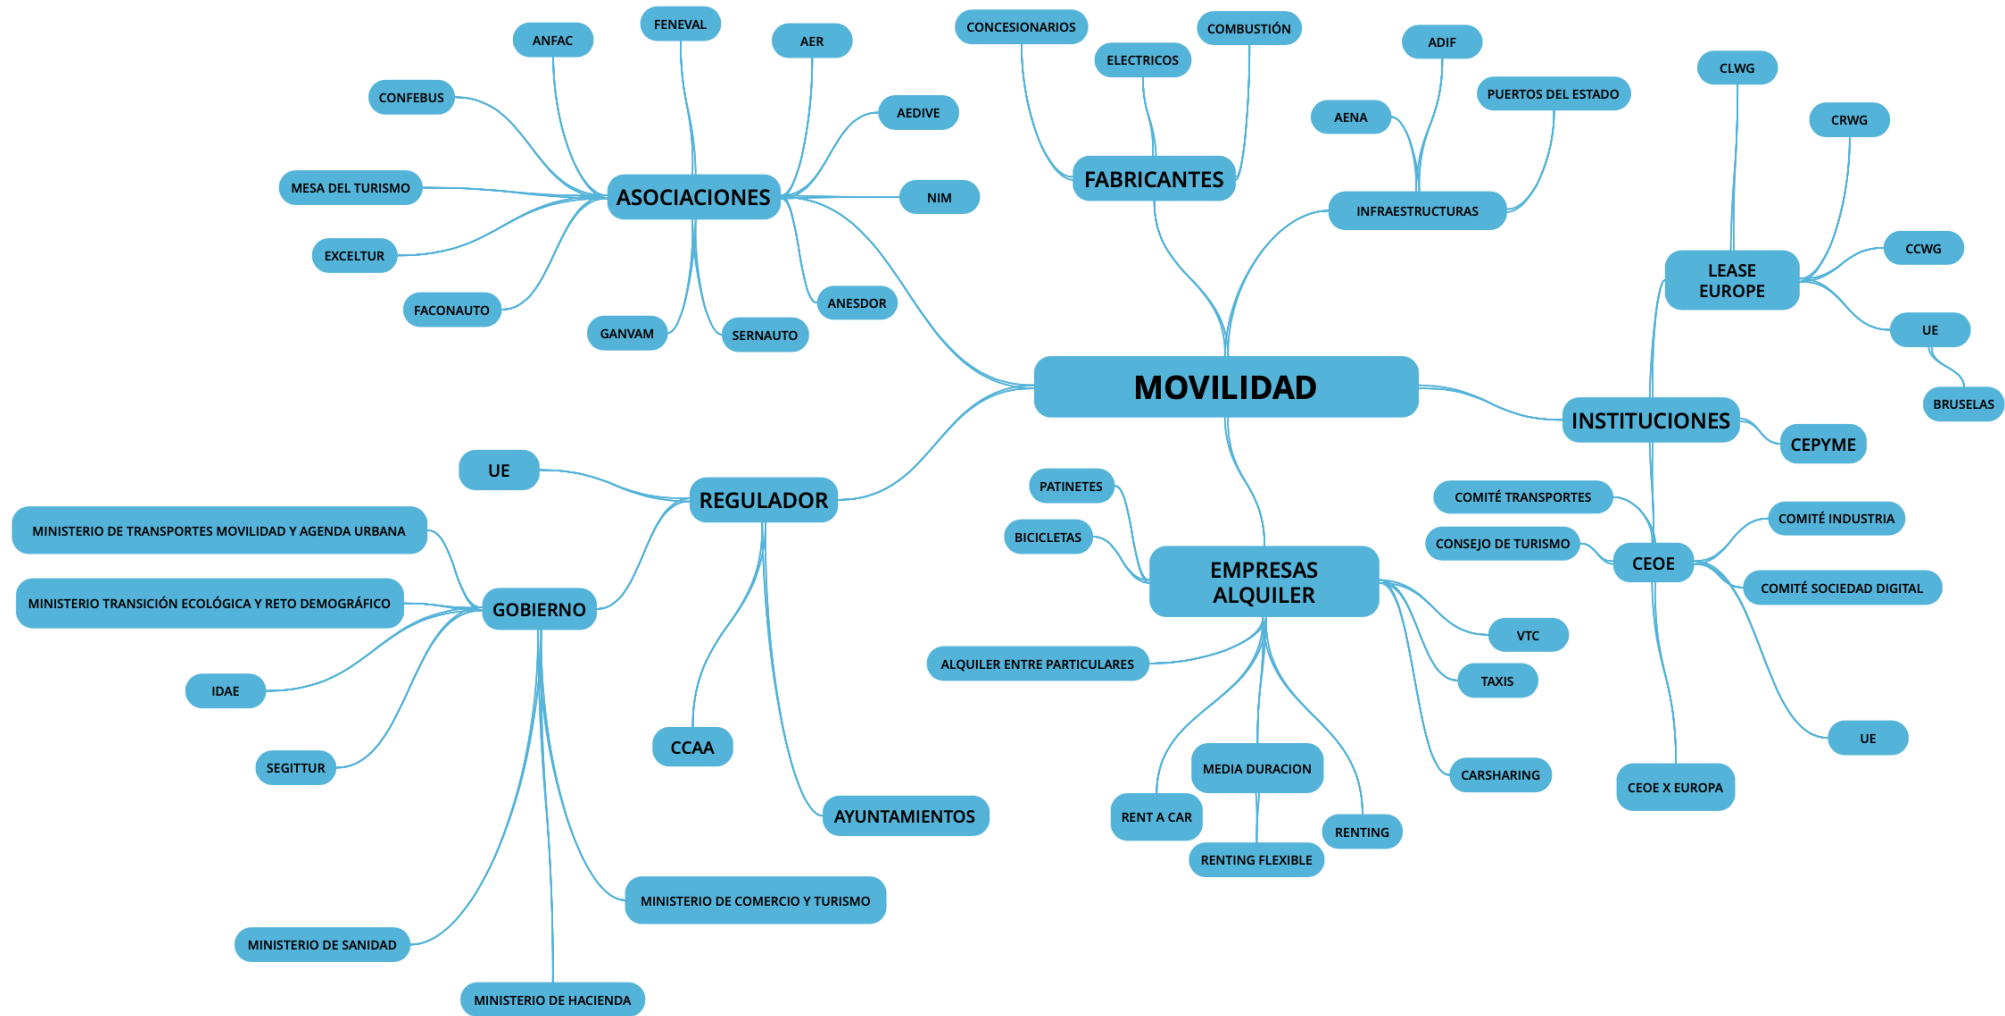 FENEVAL
ANFAC
AER
CONFEBUS
AEDIVE
MESA DEL TURISMO
ASOCIACIONES
NIM
EXCELTUR
FACONAUTO
GANVAM
SERNAUTO
ANESDOR
CONCESIONARIOS
ELECTRICOS
COMBUSTIÓN
FABRICANTES
ADIF
AENA
PUERTOS DEL ESTADO
INFRAESTRUCTURAS
CLWG
CRWG
CCWG
LEASE
EUROPE
UE
BRUSELAS
MOVILIDAD
INSTITUCIONES
CEPYME
COMITÉ TRANSPORTES
CONSEJO DE TURISMO
CEOE
COMITÉ INDUSTRIA
COMITÉ SOCIEDAD DIGITAL
UE
CEOE X EUROPA
UE
REGULADOR
MINISTERIO DE TRANSPORTES MOVILIDAD Y AGENDA URBANA
MINISTERIO TRANSICIÓN ECOLÓGICA Y RETO DEMOGRÁFICO
GOBIERNO
IDAE
SEGITTUR
CCAA
AYUNTAMIENTOS
MINISTERIO DE COMERCIO Y TURISMO
MINISTERIO DE SANIDAD
MINISTERIO DE HACIENDA
PATINETES
BICICLETAS
EMPRESAS
ALQUILER
ALQUILER ENTRE PARTICULARES
VTC
TAXIS
CARSHARING
MEDIA DURACION
RENT A CAR
RENTING FLEXIBLE
RENTING